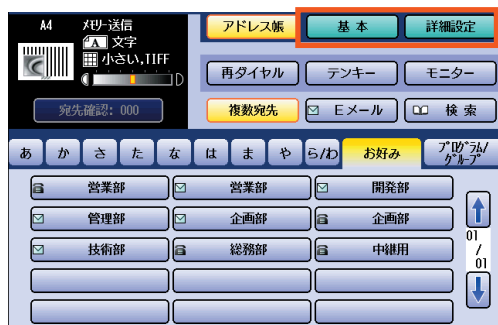 A4 ﾒﾓﾘｰ送信
A 文字
小さい,TIFF
D
宛先確認: 000
アドレス帳 基本 詳細設定
再ダイヤル テンキー モニター
複数宛先 Eメール 検索
あ か さ た な は ま や ら/わ お好み ﾌﾟﾛｸﾞﾗﾑ/
ｸﾞﾙｰﾌﾟ
営業部 営業部 開発部
管理部 企画部 企画部
技術部 総務部 中継用
01
/
01